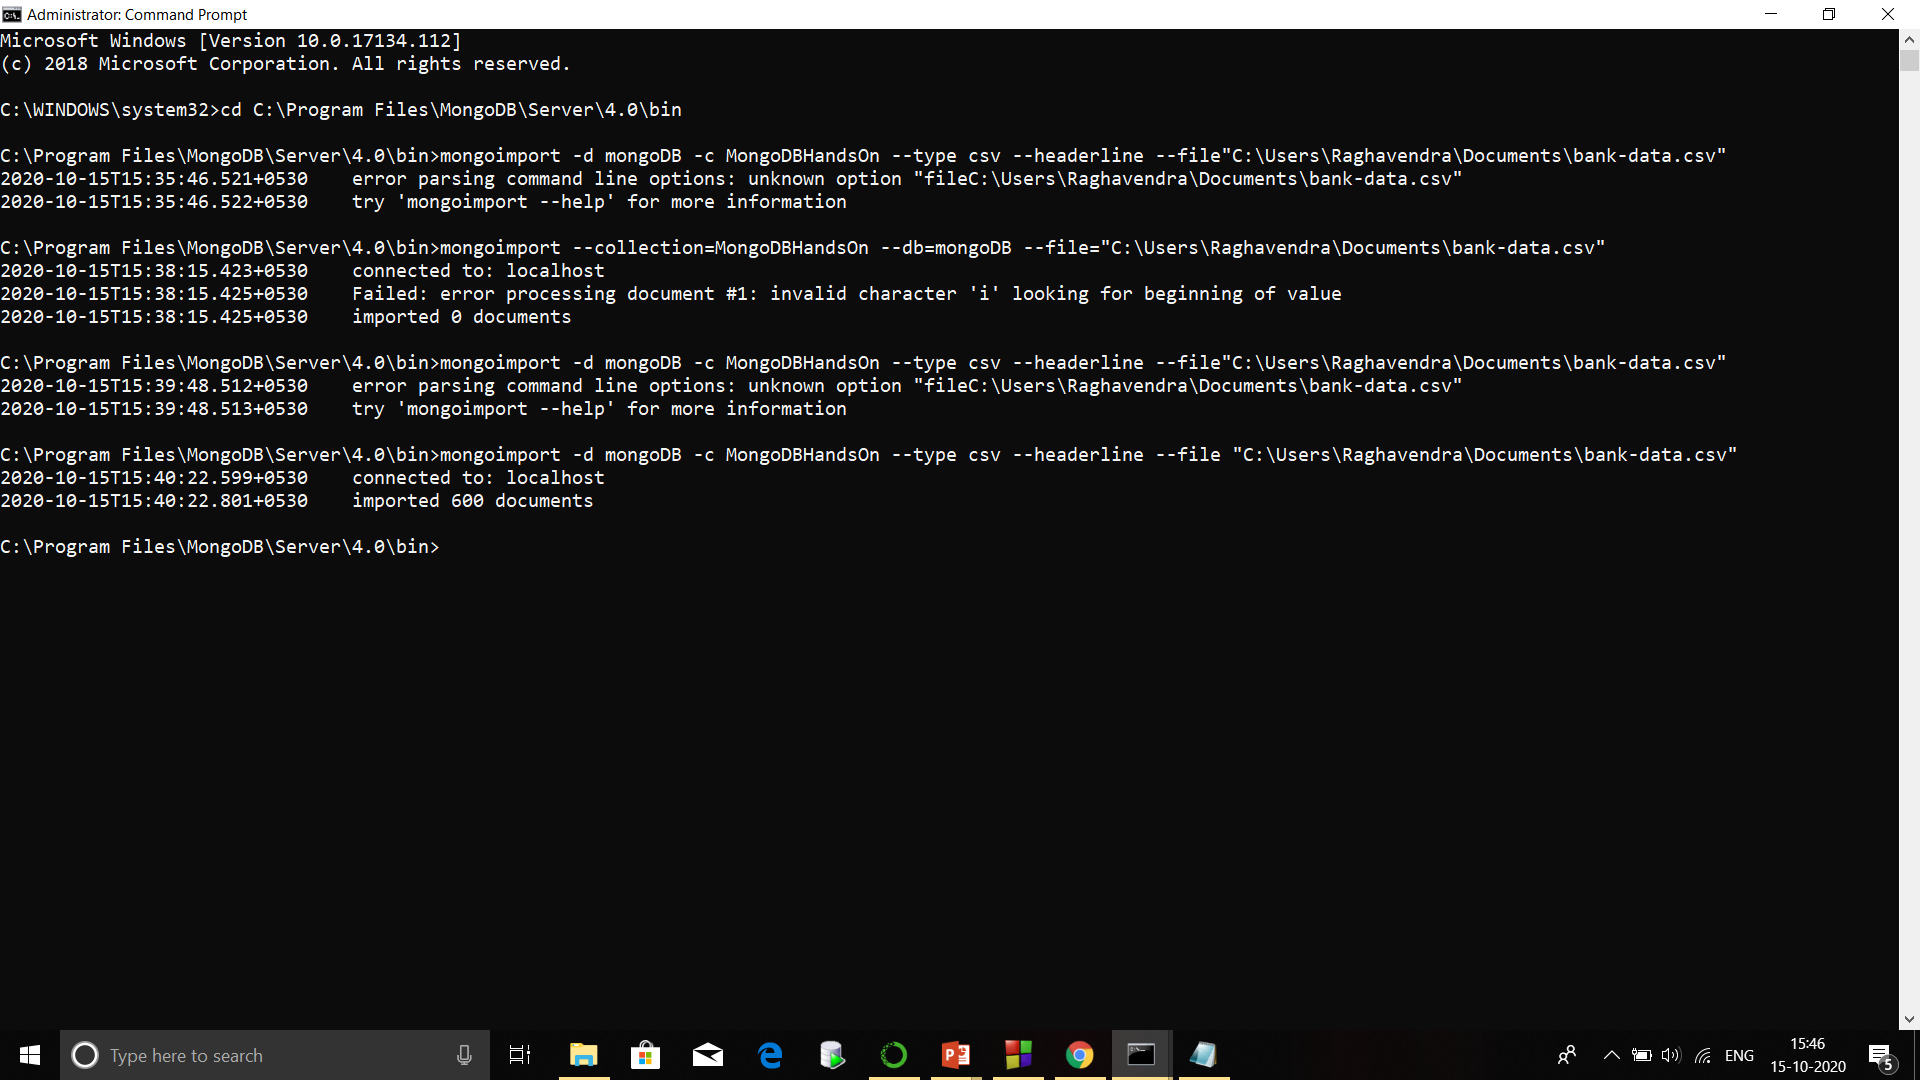 Administrator: Command Prompt
Microsoft Windows [Version 10.0.17134.112]
(c) 2018 Microsoft Corporation. All rights reserved.
C:\WINDOWS\system32>cd C:\Program Files\MongoDB\Server\4.0\bin
C:\Program Files\MongoDB\Server\4.0\bin>mongoimport -d mongoDB -c MongoDBHandsOn --type csv --headerline --file"C:\Users\Raghavendra\Documents\bank-data.csv"
2020-10-15T15:35:46.521+0530    error parsing command line options: unknown option "fileC:\Users\Raghavendra\Documents\bank-data.csv"
2020-10-15T15:35:46.522+0530    try 'mongoimport --help' for more information
C:\Program Files\MongoDB\Server\4.0\bin>mongoimport --collection=MongoDBHandsOn --db=mongoDB --file="C:\Users\Raghavendra\Documents\bank-data.csv"
2020-10-15T15:38:15.423+0530    connected to: localhost
2020-10-15T15:38:15.425+0530    Failed: error processing document #1: invalid character 'i' looking for beginning of value
2020-10-15T15:38:15.425+0530    imported 0 documents
C:\Program Files\MongoDB\Server\4.0\bin>mongoimport -d mongoDB -c MongoDBHandsOn --type csv --headerline --file"C:\Users\Raghavendra\Documents\bank-data.csv"
2020-10-15T15:39:48.512+0530    error parsing command line options: unknown option "fileC:\Users\Raghavendra\Documents\bank-data.csv"
2020-10-15T15:39:48.513+0530    try 'mongoimport --help' for more information
C:\Program Files\MongoDB\Server\4.0\bin>mongoimport -d mongoDB -c MongoDBHandsOn --type csv --headerline --file "C:\Users\Raghavendra\Documents\bank-data.csv"
2020-10-15T15:40:22.599+0530    connected to: localhost
2020-10-15T15:40:22.801+0530    imported 600 documents
C:\Program Files\MongoDB\Server\4.0\bin>
Type here to search
ENG
15:46
15-10-2020
5